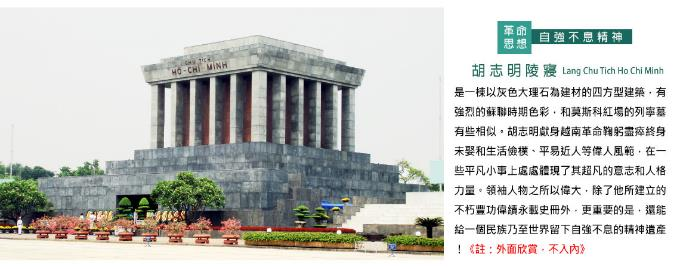 CHU TICH
HO-CHI-MINH
革命
思想
自強不息精神
胡志明陵寢 Lang Chu Tich Ho Chi Minh
是一棟以灰色大理石為建材的四方型建築，有
強烈的蘇聯時期色彩，和莫斯科紅場的列寧墓
有些相似。胡志明獻身越南革命鞠躬盡瘁終身
未娶和生活儉樸、平易近人等偉人風範，在一
些平凡小事上處處體現了其超凡的意志和人格
力量。領袖人物之所以偉大，除了他所建立的
不朽豐功偉績永載史冊外，更重要的是，還能
給一個民族乃至世界留下自強不息的精神遺產
！《註：外面欣賞，不入內》